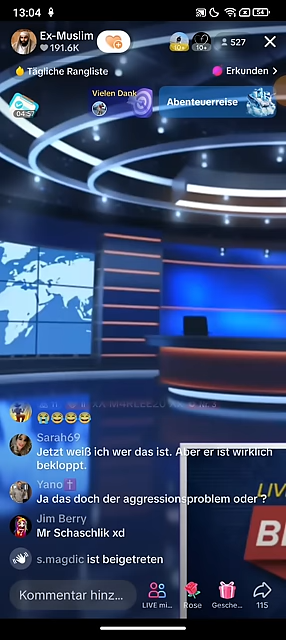 13:04
54
Ex-Muslim
191.6K
10+
10+
527
Tägliche Rangliste
Erkunden
04:57
Vielen Dank
Abenteuerreise
Sarah69
Jetzt weiß ich wer das ist. Aber er ist wirklich
bekloppt.
Yano
Ja das doch der aggressionsproblem oder ?
Jim Berry
Mr Schaschlik xd
s.magdic ist beigetreten
LIV
Kommentar hinz...
LIVE mi...
Rose
Gesche...
115